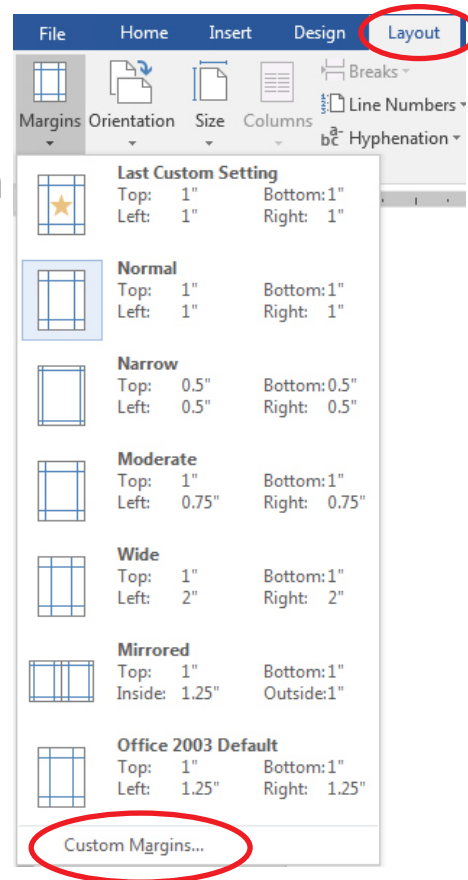 File Home Insert Design Layout
Breaks
Line Numbers
Margins Orientation Size Columns
Hyphenation
Last Custom Setting
Top: 1" Bottom: 1"
Left: 1" Right: 1"
Normal
Top: 1" Bottom: 1"
Left: 1" Right: 1"
Narrow
Top: 0.5" Bottom: 0.5"
Left: 0.5" Right: 0.5"
Moderate
Top: 1" Bottom: 1"
Left: 0.75" Right: 0.75"
Wide
Top: 1" Bottom: 1"
Left: 2" Right: 2"
Mirrored
Top: 1" Bottom: 1"
Inside: 1.25" Outside: 1"
Office 2003 Default
Top: 1" Bottom: 1"
Left: 1.25" Right: 1.25"
Custom Margins...